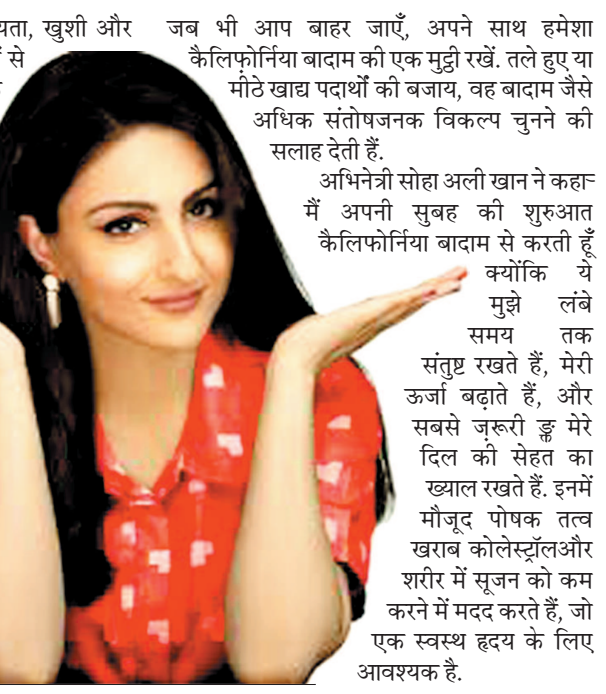 यता, खुशी और
से
जब भी आप बाहर जाएँ, अपने साथ हमेशा
कैलिफ़ोर्निया बादाम की एक मुट्ठी रखें. तले हुए या
मीठे खाद्य पदार्थों की बजाय, वह बादाम जैसे
अधिक संतोषजनक विकल्प चुनने की
सलाह देती हैं.
अभिनेत्री सोहा अली खान ने कहा-
मैं अपनी सुबह की शुरुआत
कैलिफोर्निया बादाम से करती हूँ
क्योंकि ये
मुझे लंबे
समय तक
संतुष्ट रखते हैं, मेरी
ऊर्जा बढ़ाते हैं, और
सबसे ज़रूरी ङ्क मेरे
दिल की सेहत का
ख्याल रखते हैं. इनमें
मौजूद पोषक तत्व
खराब कोलेस्ट्रॉलऔर
शरीर में सूजन को कम
करने में मदद करते हैं, जो
एक स्वस्थ हृदय के लिए
आवश्यक है.